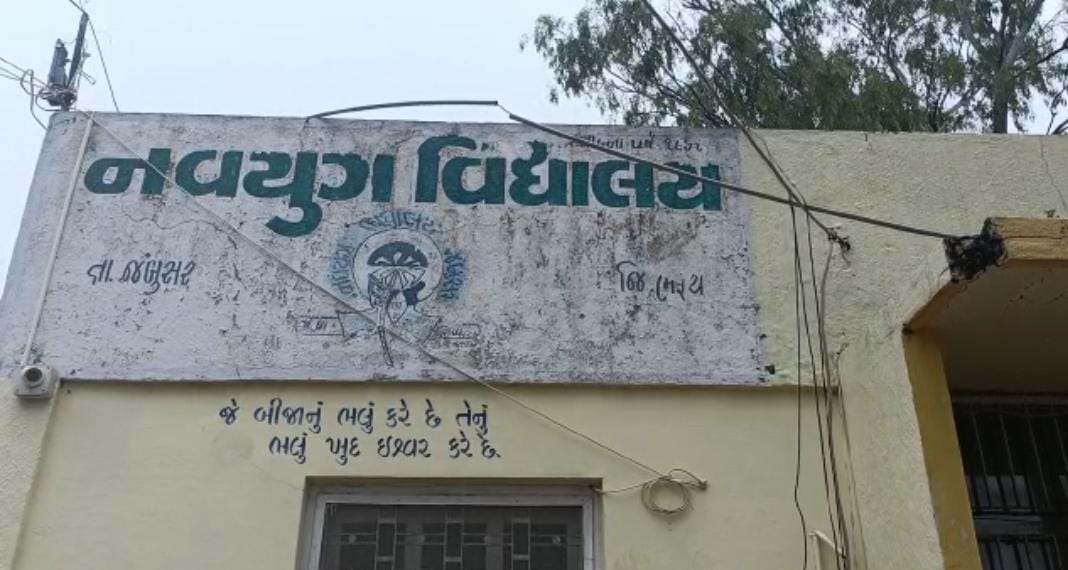 નવયુગ વિદ્યાલય
તા. જંબુસર
જિ. ભરૂચ
જે બીજાનું ભલું કરે છે તેનું
ભલું ખુદ ઇશ્વર કરે છે.